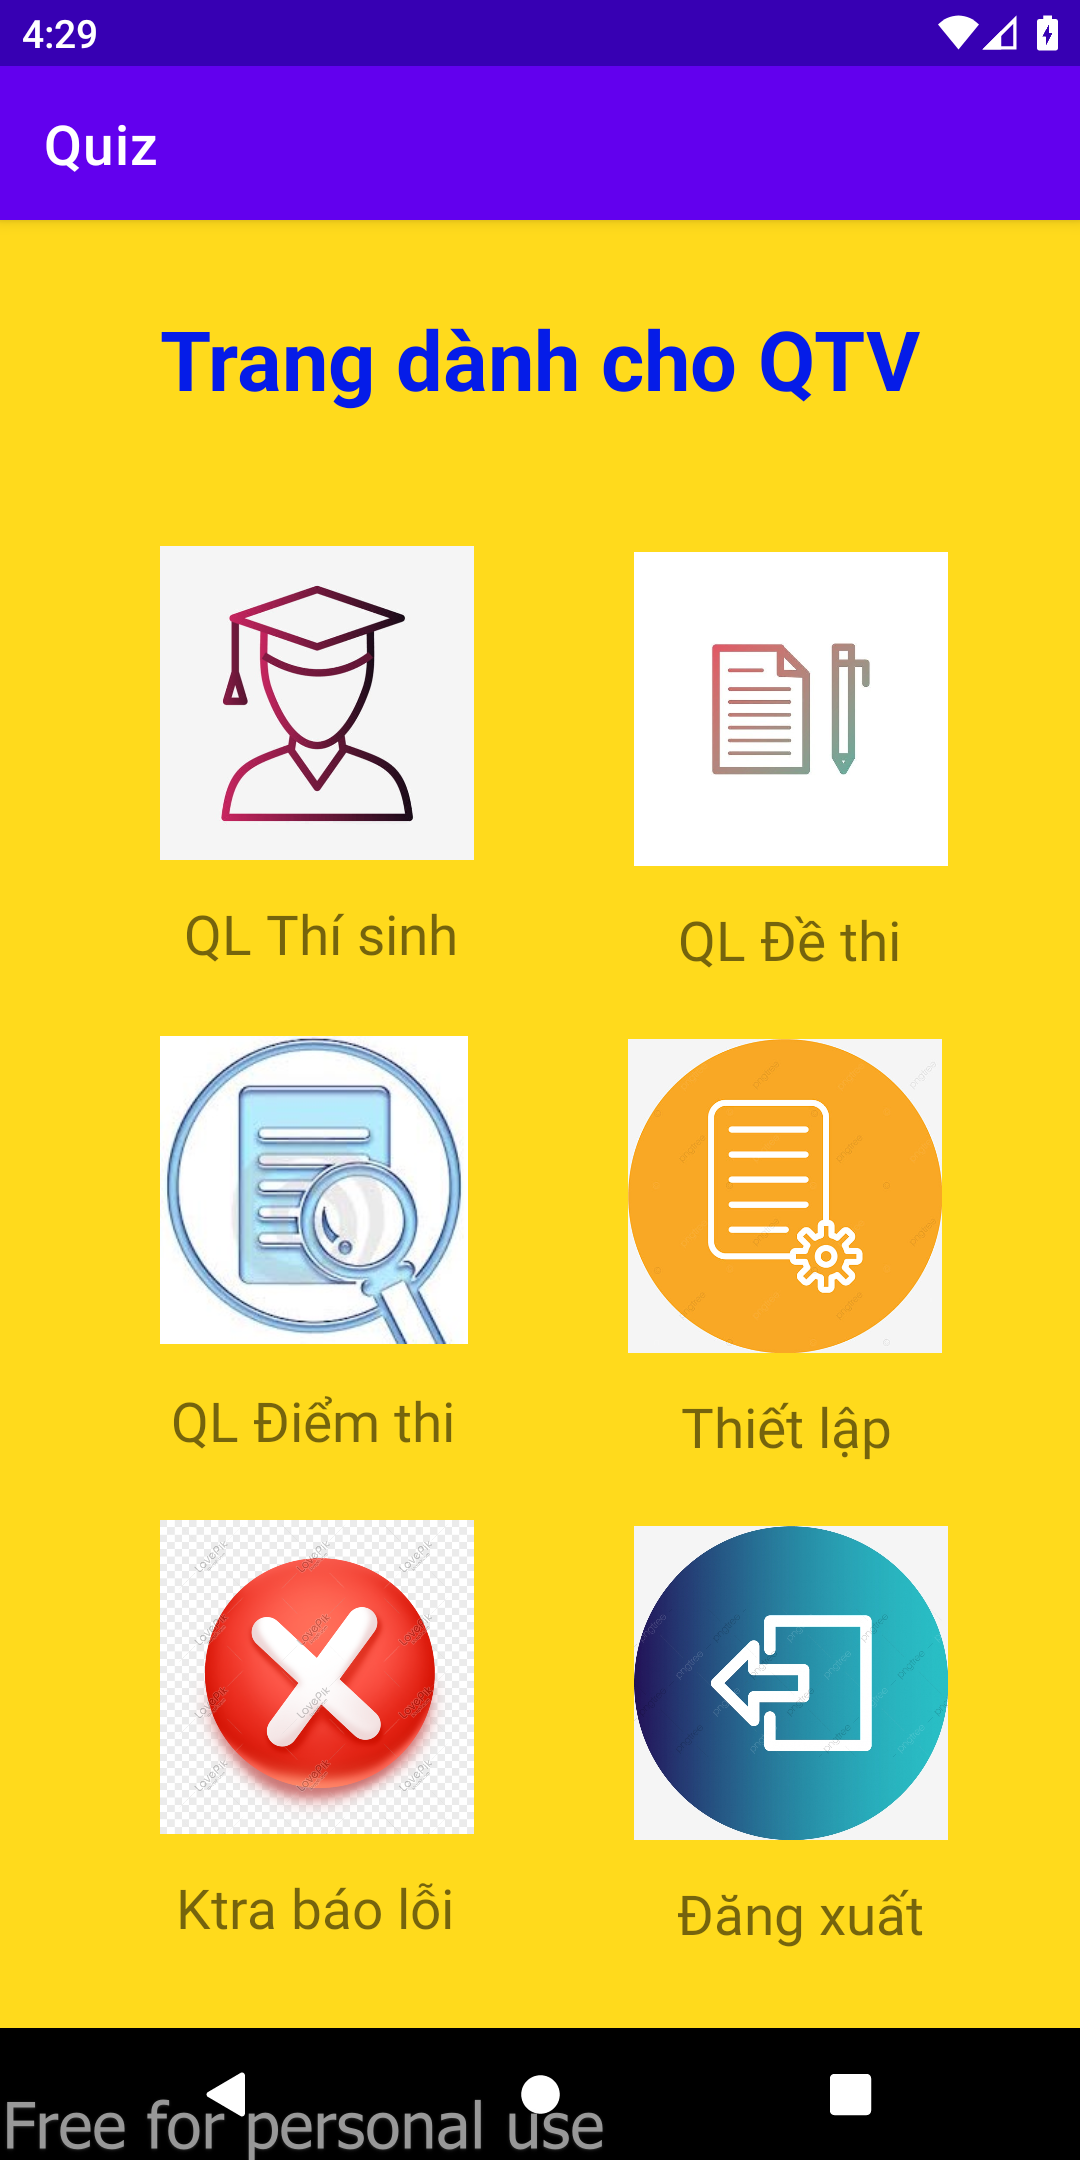 4:29
Quiz
Trang dành cho QTV
QL Thí sinh
QL Đề thi
QL Điểm thi
Thiết lập
Ktra báo lỗi
Đăng xuất
Free for personal use